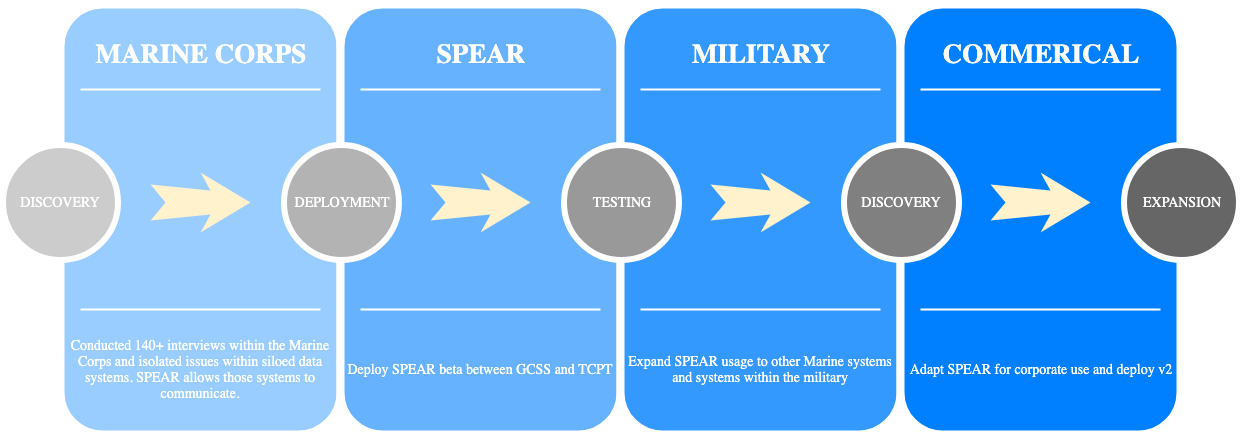 MARINE CORPS
SPEAR
MILITARY
COMMERICAL
DISCOVERY
DEPLOYMENT
TESTING
DISCOVERY
EXPANSION
Conducted 140+ interviews within the Marine
Corps and isolated issues within siloed data
systems. SPEAR allows those systems to
communicate.
Deploy SPEAR beta between GCSS and TCPT
Expand SPEAR usage to other Marine systems
and systems within the military
Adapt SPEAR for corporate use and deploy v2